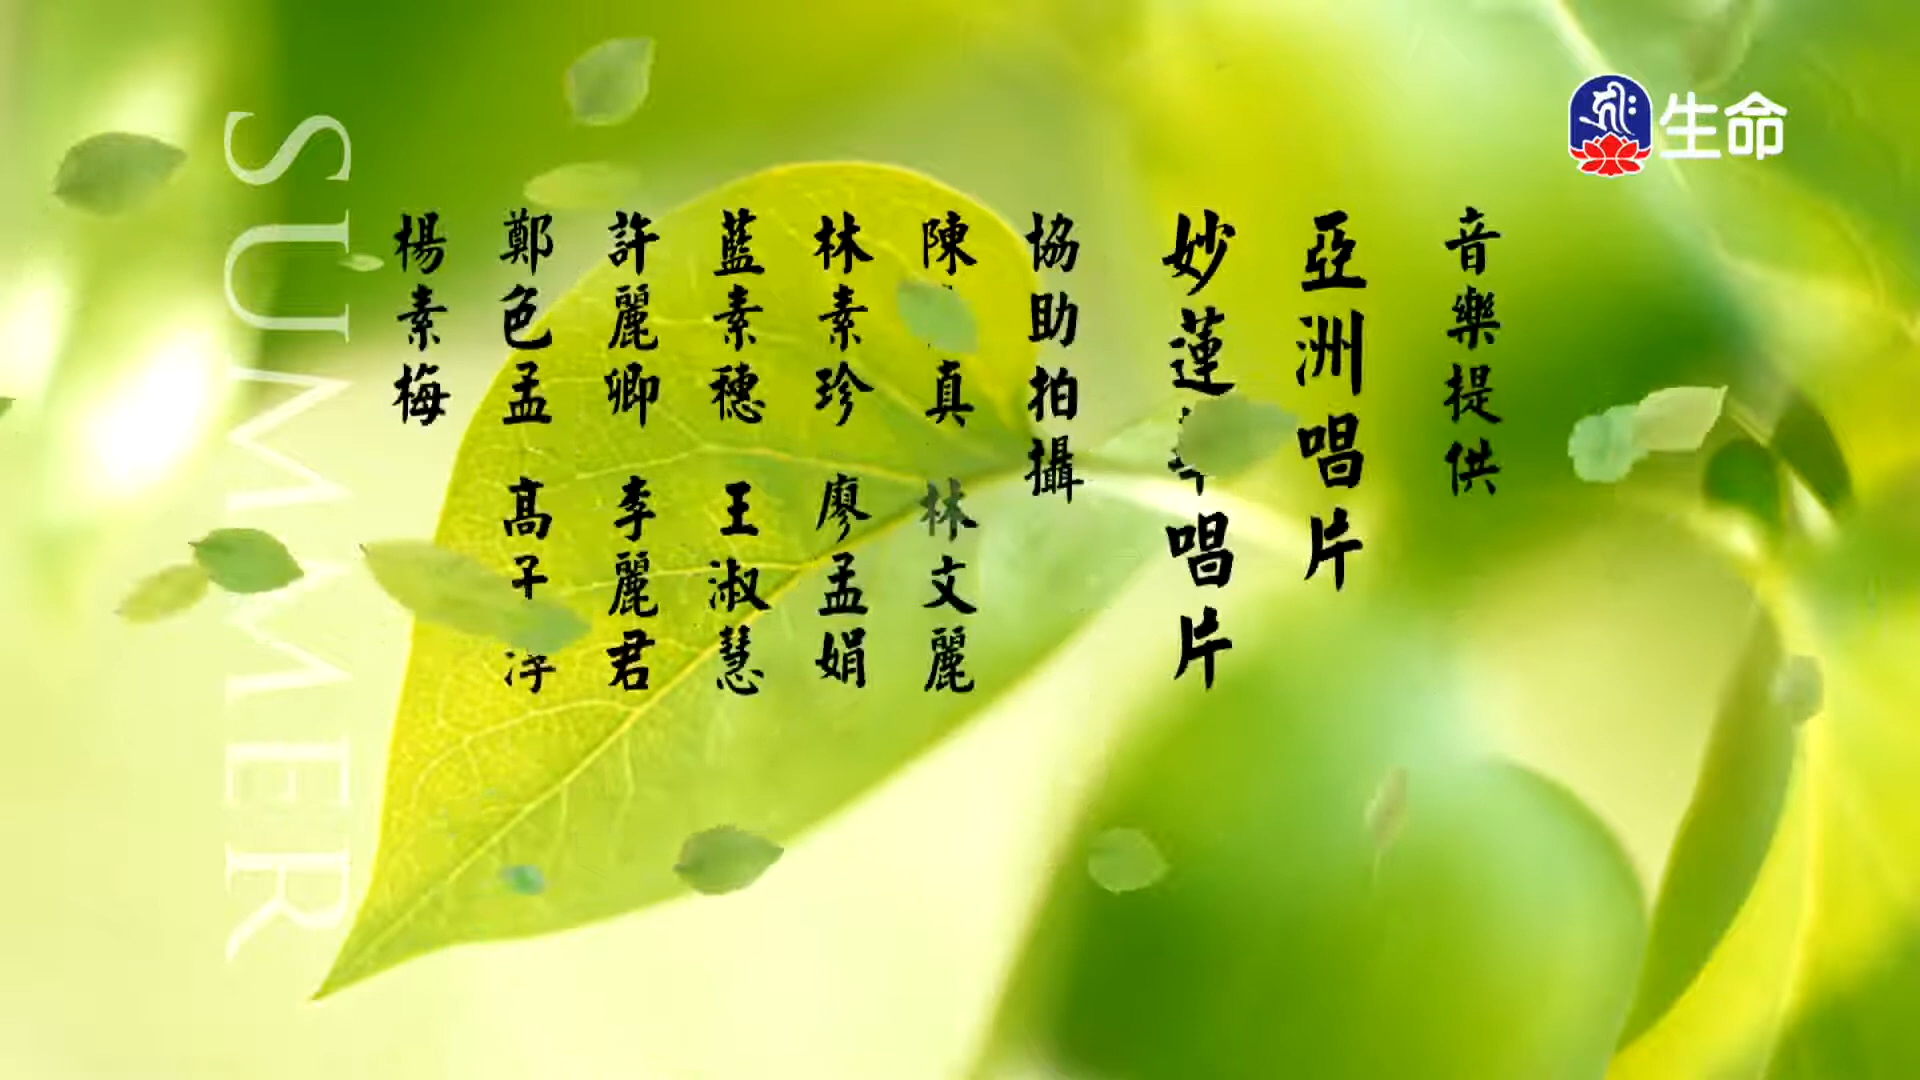 生命
音樂提供
亞洲唱片
妙蓮 唱片
協助拍攝
陳 真 林文麗
林素珍 廖孟娟
藍素穗 王淑慧
許麗卿 李麗君
鄭色孟 高子
楊素梅
SUMMER